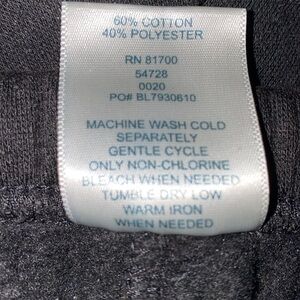 60% COTTON
40% POLYESTER
RN 81700
54728
0020
PO# BL7930610
MACHINE WASH COLD
SEPARATELY
GENTLE CYCLE
ONLY NON-CHLORINE
BLEACH WHEN NEEDED
TUMBLE DRY LOW
WARM IRON
WHEN NEEDED